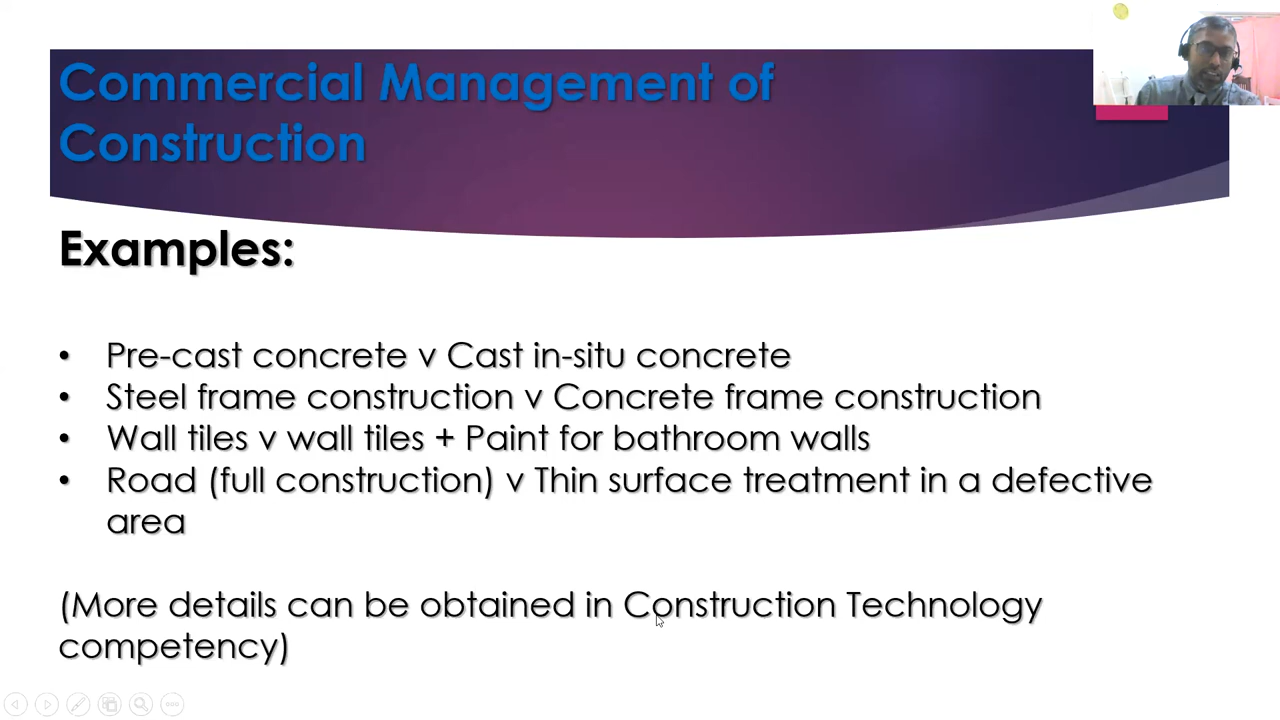 Commercial Management of
Construction
Examples:
• Pre-cast concrete v Cast in-situ concrete
• Steel frame construction v Concrete frame construction
• Wall tiles v wall tiles + Paint for bathroom walls
• Road (full construction) v Thin surface treatment in a defective
area
(More details can be obtained in Construction Technology
competency)